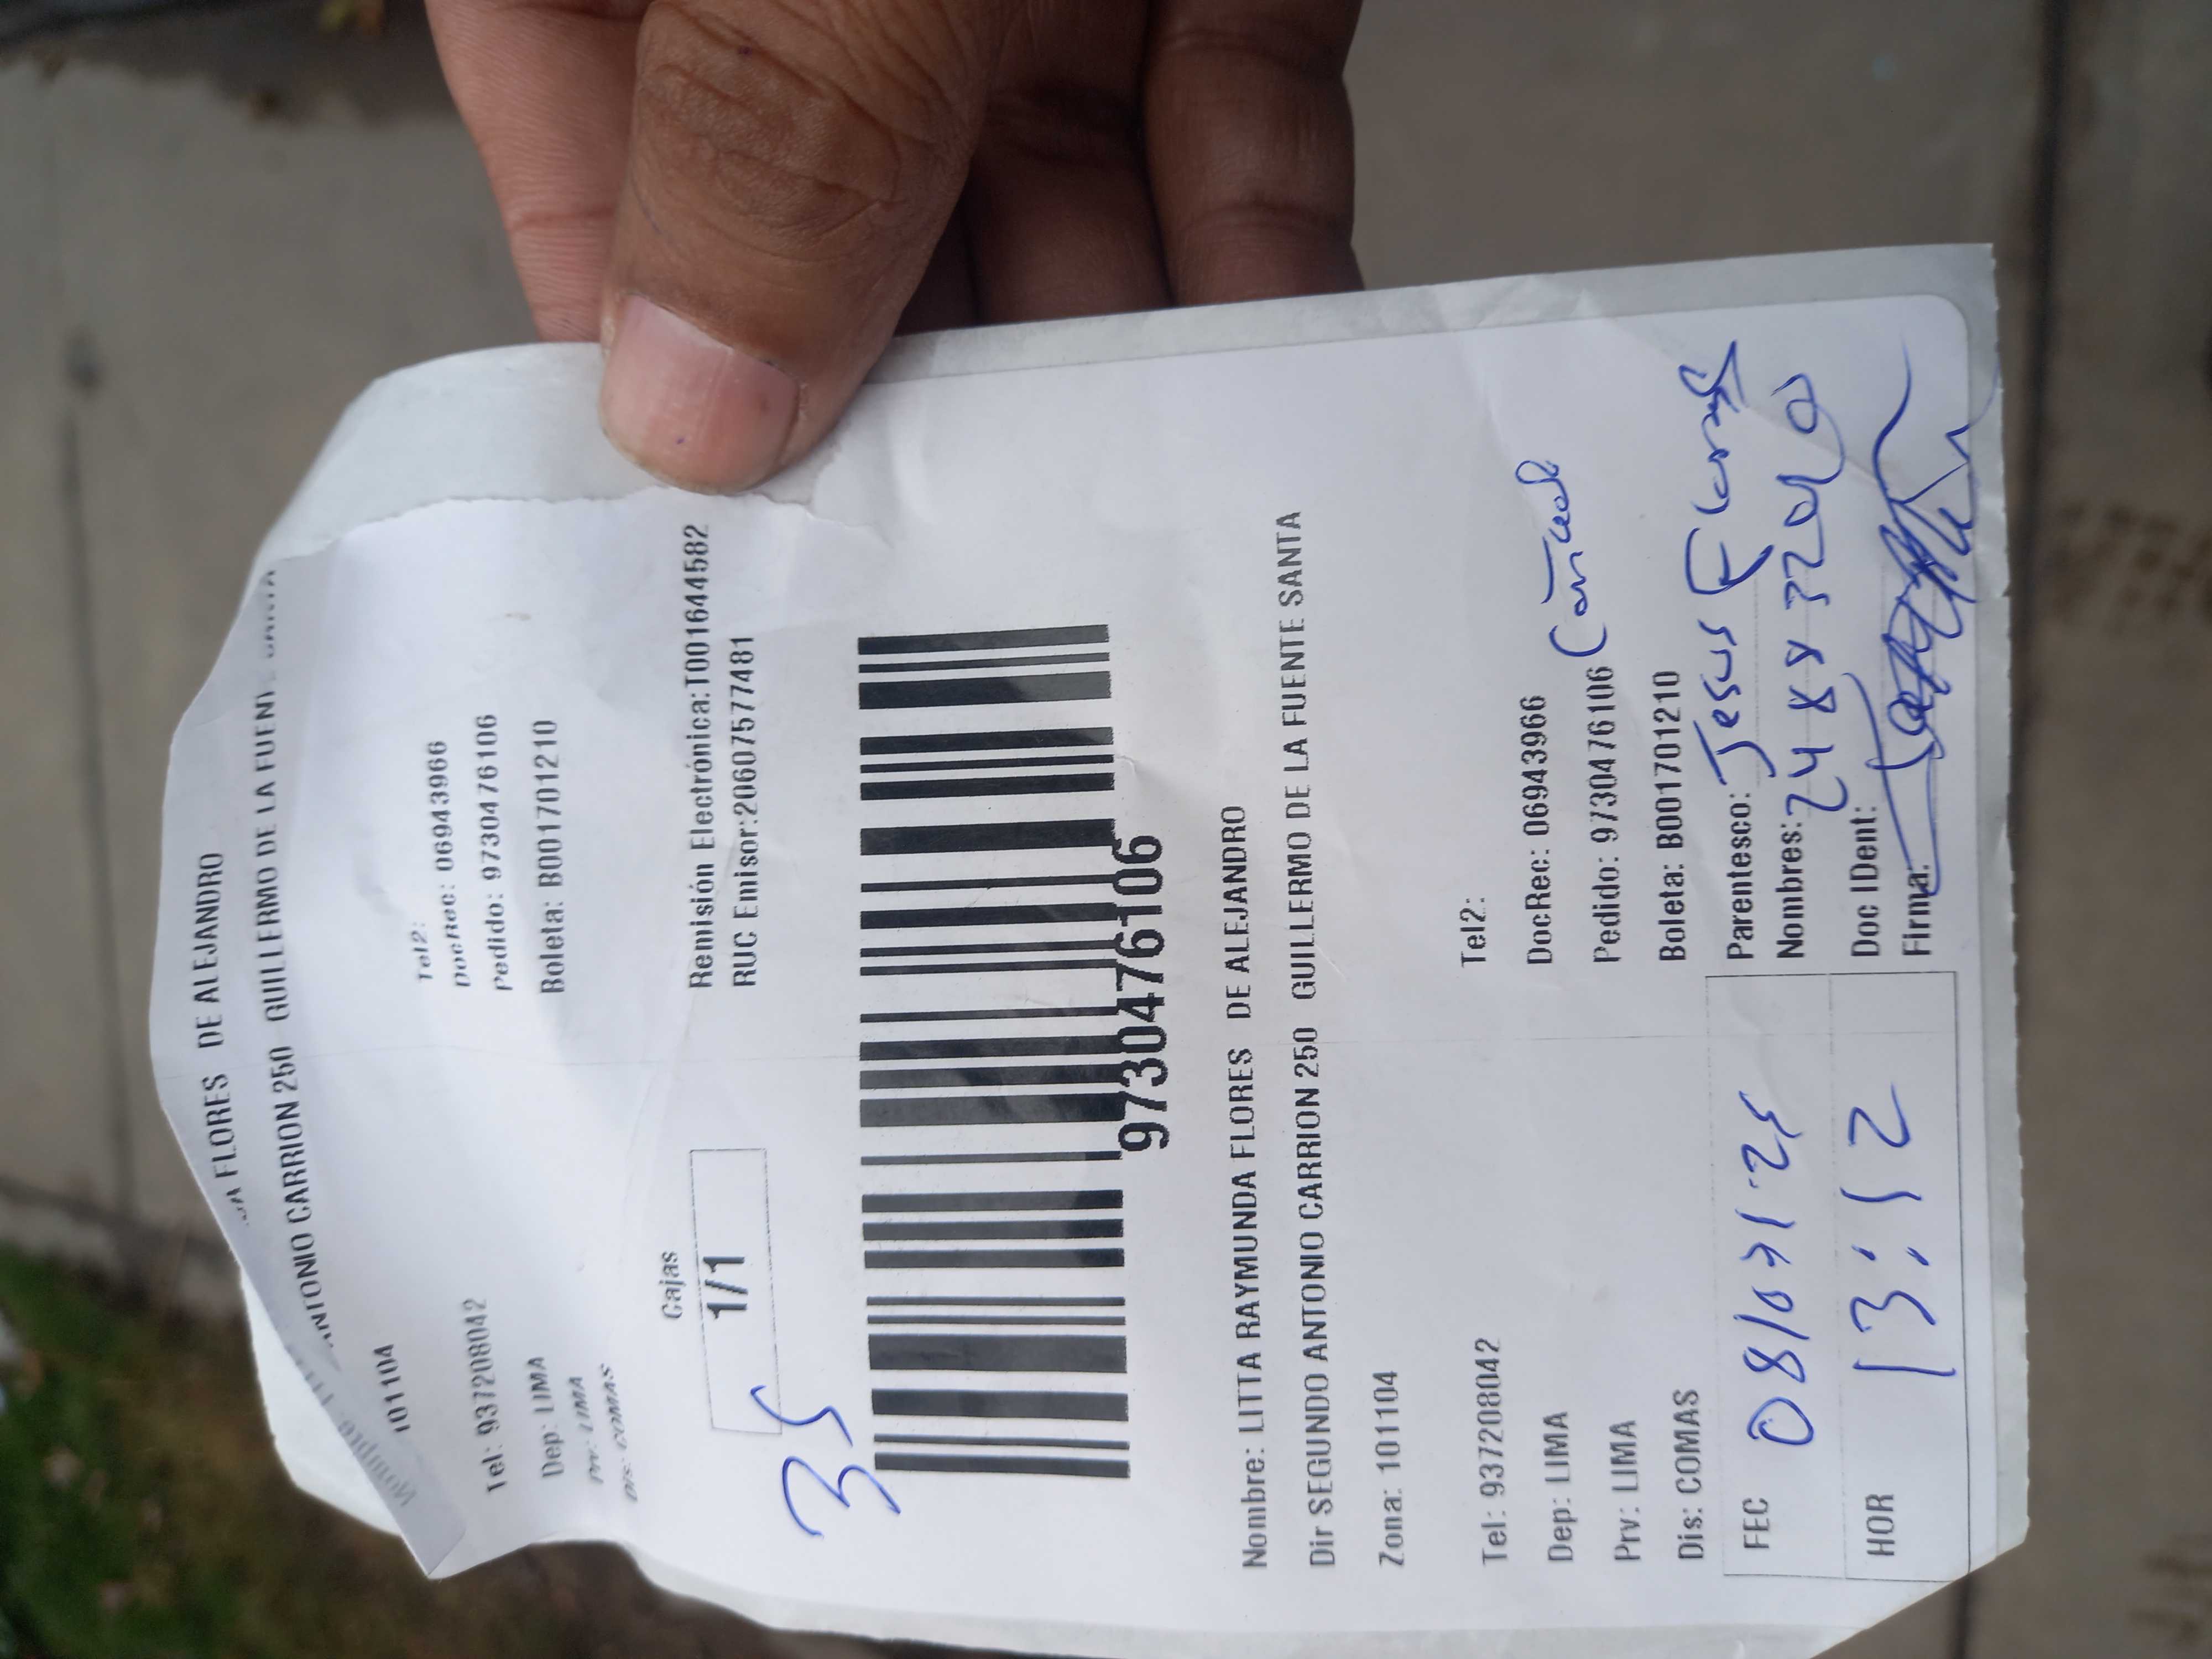 FLORES DE ALEJANDRO
ANTONIO CARRION 250 GUILLERMO DE LA FUENTE SANTA
101104
Tel2:
Tel: 937208042
DocRec: 06943966
Dep: LIMA
Pedido: 9730476106
Prv: LIMA
Boleta: B001701210
Dis: COMAS
Cajas
1/1
Remisión Electrónica:T001644582
RUC Emisor:20607577481
35
9730476106
Nombre: LITTA RAYMUNDA FLORES DE ALEJANDRO
Dir SEGUNDO ANTONIO CARRION 250 GUILLERMO DE LA FUENTE SANTA
Zona: 101104
Tel2:
Tel: 937208042
DocRec: 06943966
Dep: LIMA
Pedido: 9730476106
Prv: LIMA
Boleta: B001701210
Dis: COMAS
Parentesco: Jesus
Nombres:
Doc IDent:
Firma:
FEC 08/07/25
HOR 13:12